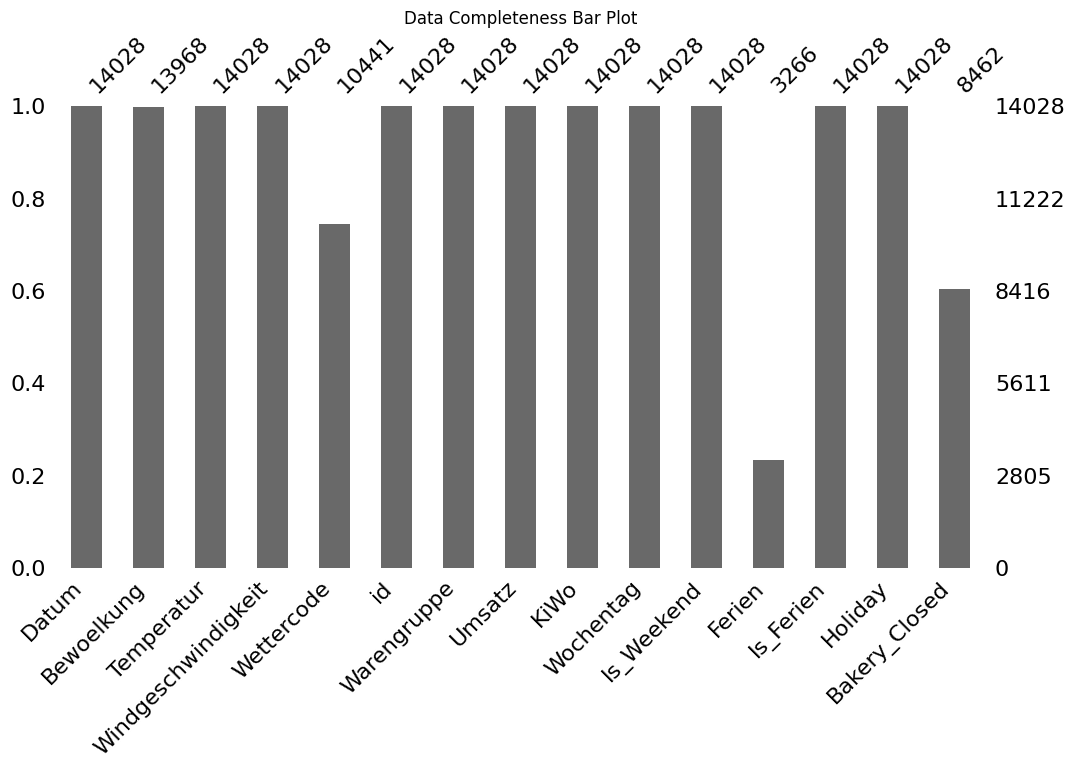 Data Completeness Bar Plot
14028 13968 14028 14028 10441 14028 14028 14028 14028 14028 14028 3266 14028 14028 8462
1.0 14028
0.8 11222
0.6 8416
0.4 5611
0.2 2805
0.0 0
Datum Bewoelkung Temperatur Windgeschwindigkeit Wettercode id Warengruppe Umsatz KiWo Wochentag Is_Weekend Ferien Is_Ferien Holiday Bakery_Closed